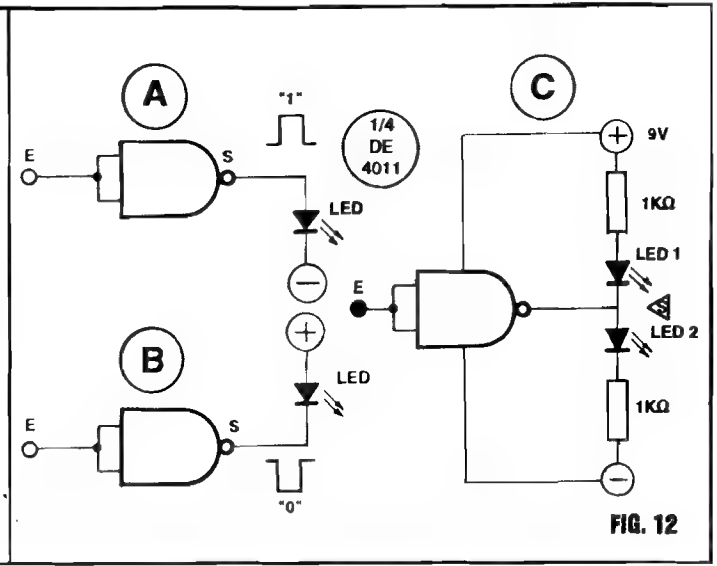 A
E
S
"1"
LED
−
1/4
DE
4011
B
E
S
+
LED
"0"
C
+ 9V
1KΩ
LED 1
E
S
LED 2
1KΩ
−
FIG. 12